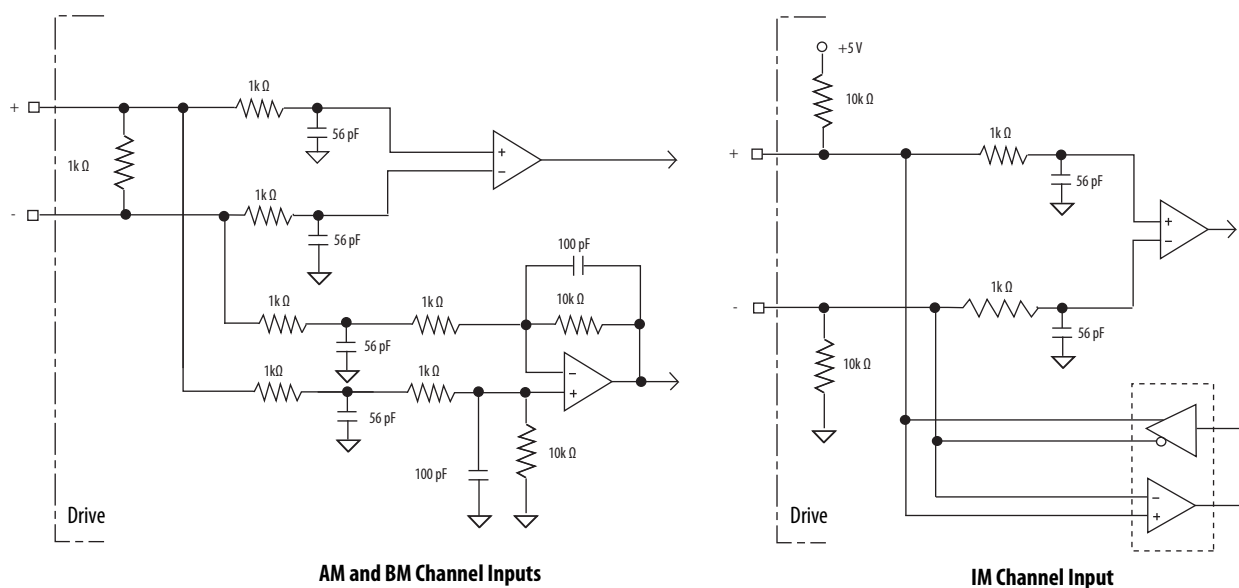 1k Ω
+
56 pF
1k Ω
+
−
-
1k Ω
56 pF
100 pF
1k Ω
1k Ω
10k Ω
56 pF
−
+
1kΩ
1k Ω
56 pF
10k Ω
100 pF
Drive
AM and BM Channel Inputs
+5 V
10k Ω
1k Ω
+
56 pF
+
−
1k Ω
-
56 pF
10k Ω
−
+
Drive
IM Channel Input